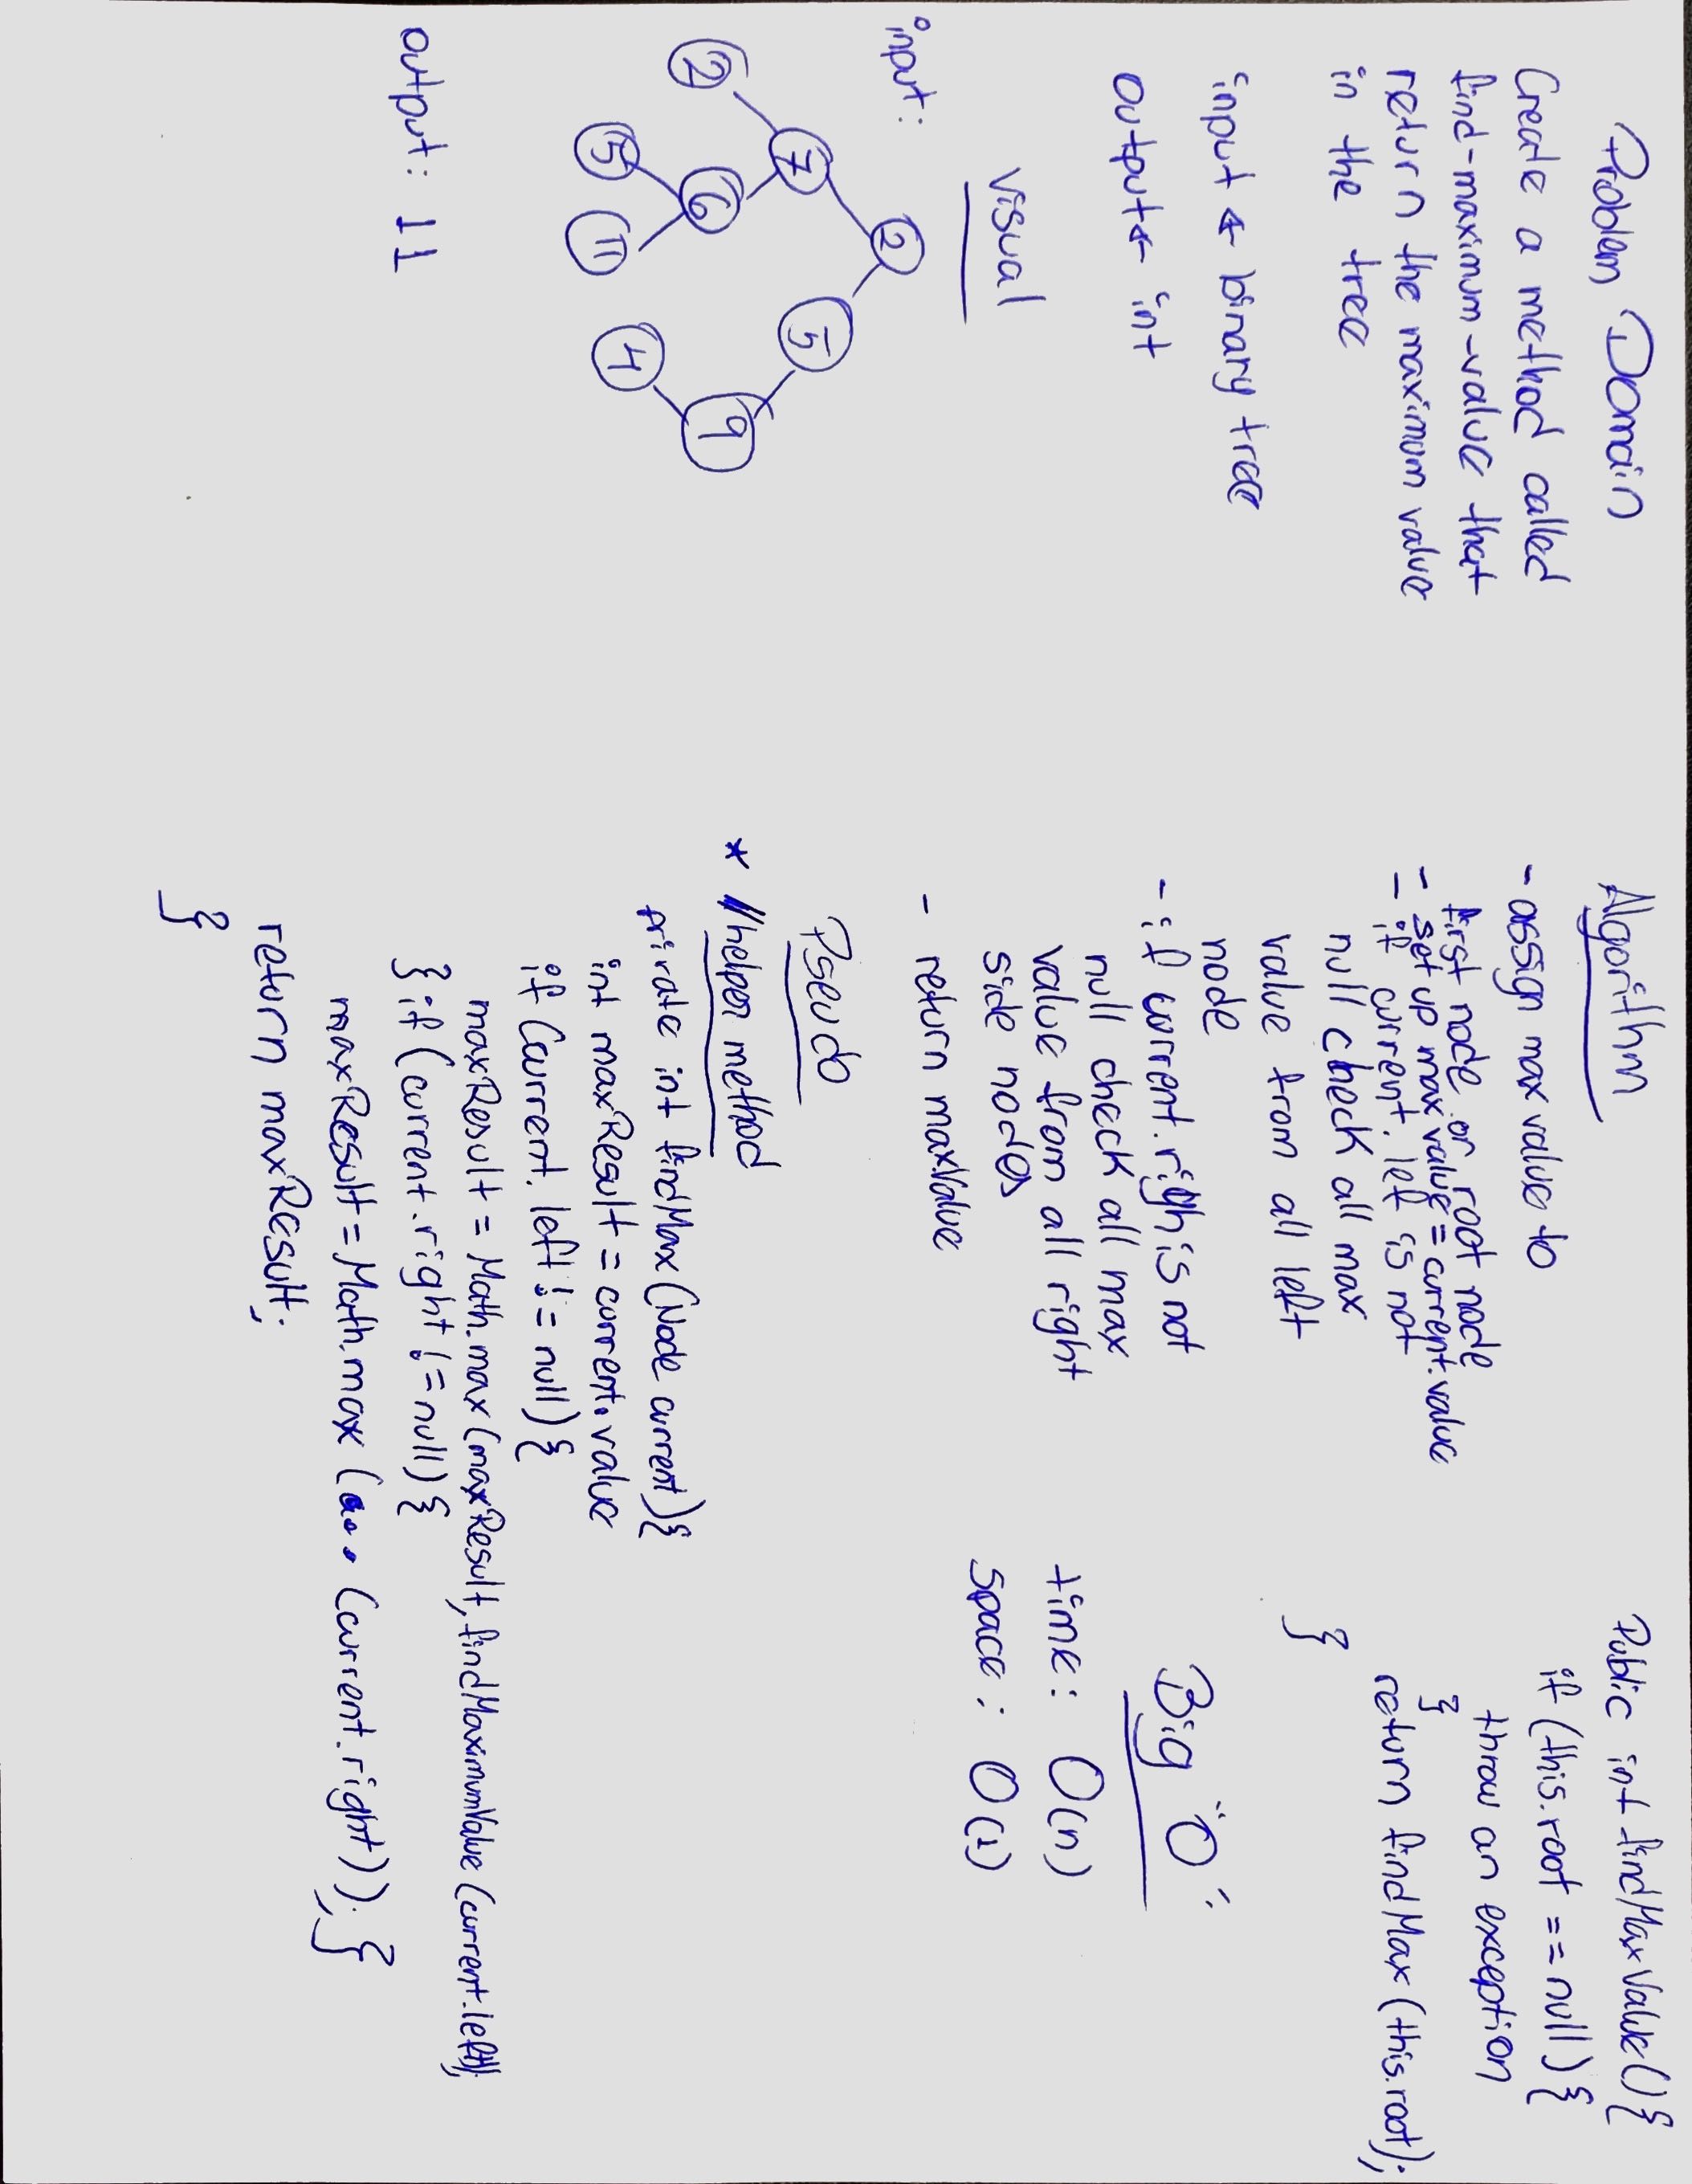 Problem Domain
Create a method called
find-maximum-value that
return the maximum value
in the tree
input ← binary tree
output ← int
visual
input:
2
7
5
2
6
9
5
11
4
output: 11
Algorithm
- assign max value to
first node or root node
- set up max value = current.value
- if current.left is not
null check all max
value from all left
node
- if current.righ is not
null check all max
value from all right
side nodes
- return maxValue
Pseudo
* // helper method
private int findMax (Node current){
int maxResult = current.value
if (current.left != null){
maxResult = Math.max (maxResult, findMaximumValue (current.left));
} if (current.right != null){
maxResult = Math.max (... (current.right)); }
return maxResult;
}
Public int findMaxValue(){
if (this.root == null){
throw an exception
}
return findMax (this.root);
}
Big "O"
time: O(n)
space: O(1)